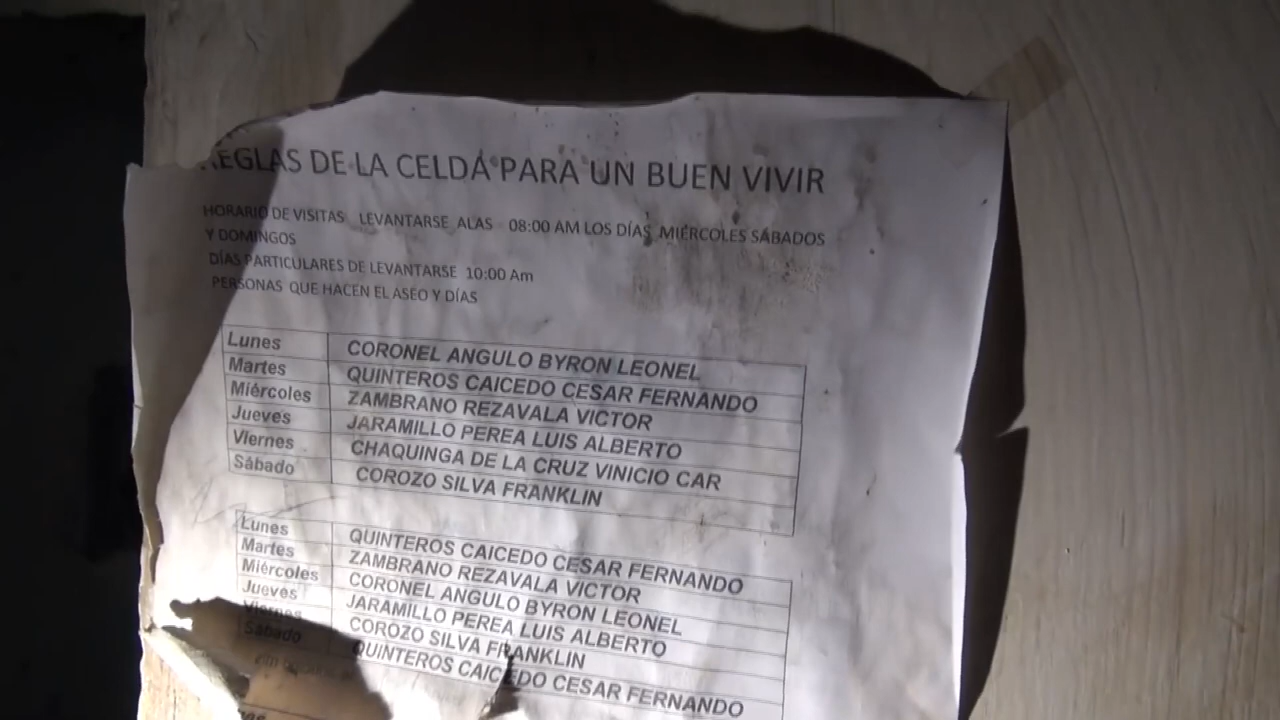 REGLAS DE LA CELDA PARA UN BUEN VIVIR
HORARIO DE VISITAS LEVANTARSE ALAS 08:00 AM LOS DÍAS MIÉRCOLES SÁBADOS
Y DOMINGOS
DÍAS PARTICULARES DE LEVANTARSE 10:00 Am
PERSONAS QUE HACEN EL ASEO Y DÍAS
Lunes CORONEL ANGULO BYRON LEONEL
Martes QUINTEROS CAICEDO CESAR FERNANDO
Miércoles ZAMBRANO REZAVALA VICTOR
Jueves JARAMILLO PEREA LUIS ALBERTO
Viernes CHAQUINGA DE LA CRUZ VINICIO CAR
Sábado COROZO SILVA FRANKLIN
Lunes QUINTEROS CAICEDO CESAR FERNANDO
Martes ZAMBRANO REZAVALA VICTOR
Miércoles CORONEL ANGULO BYRON LEONEL
Jueves JARAMILLO PEREA LUIS ALBERTO
Viernes COROZO SILVA FRANKLIN
Sábado QUINTEROS CAICEDO CESAR FERNANDO